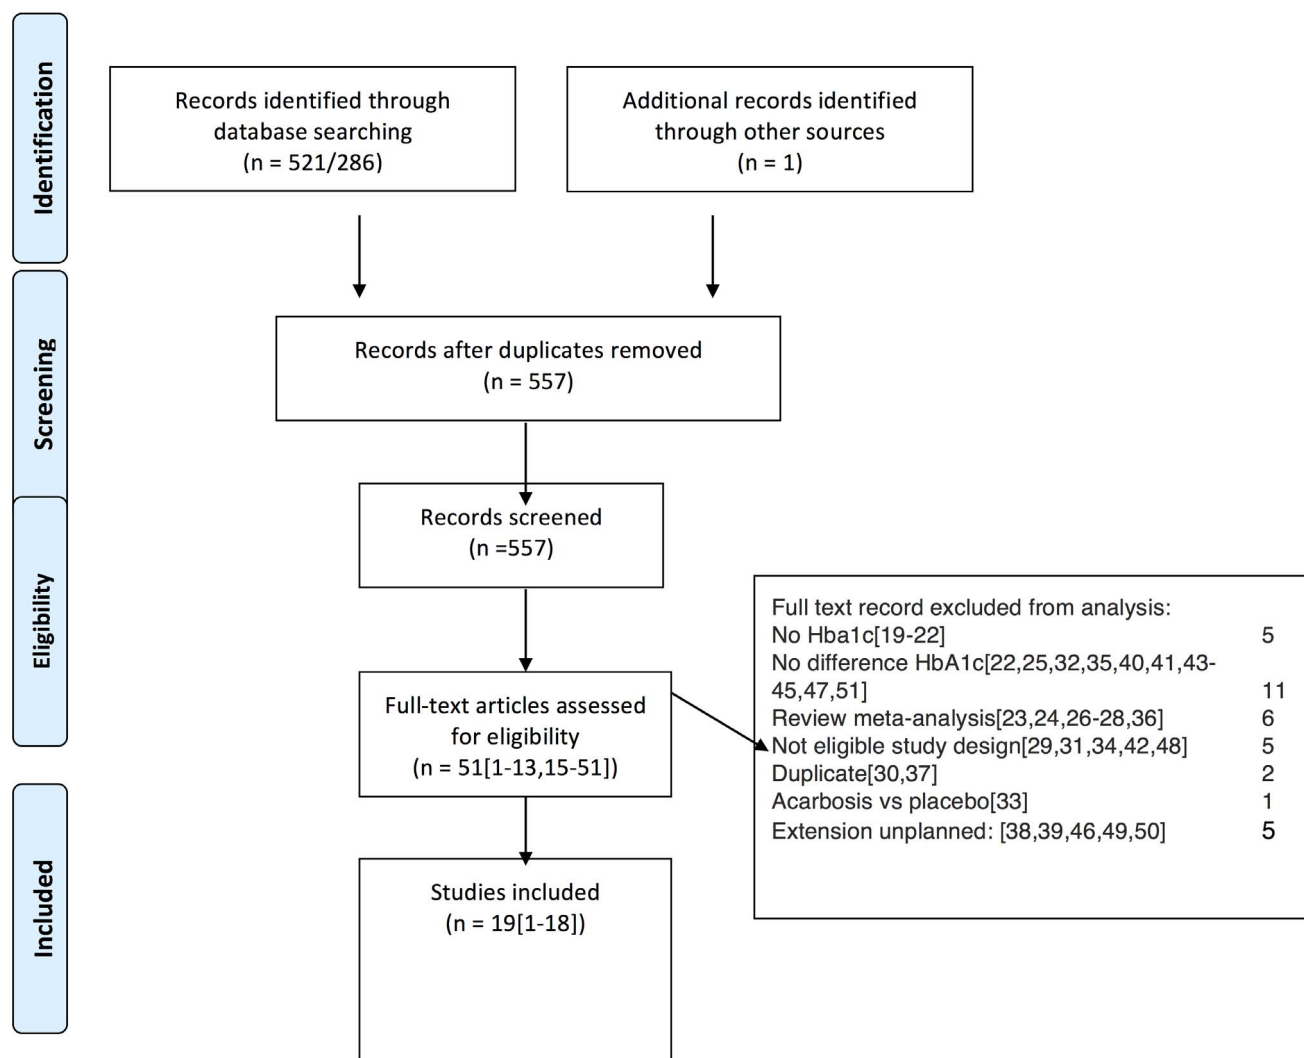 Identification
Records identified through
database searching
(n = 521/286)
Additional records identified
through other sources
(n = 1)
Screening
Records after duplicates removed
(n = 557)
Records screened
(n =557)
Eligibility
Full-text articles assessed
for eligibility
(n = 51[1-13,15-51])
Full text record excluded from analysis:
No Hba1c[19-22] 5
No difference HbA1c[22,25,32,35,40,41,43-
45,47,51] 11
Review meta-analysis[23,24,26-28,36] 6
Not eligible study design[29,31,34,42,48] 5
Duplicate[30,37] 2
Acarbosis vs placebo[33] 1
Extension unplanned: [38,39,46,49,50] 5
Included
Studies included
(n = 19[1-18])